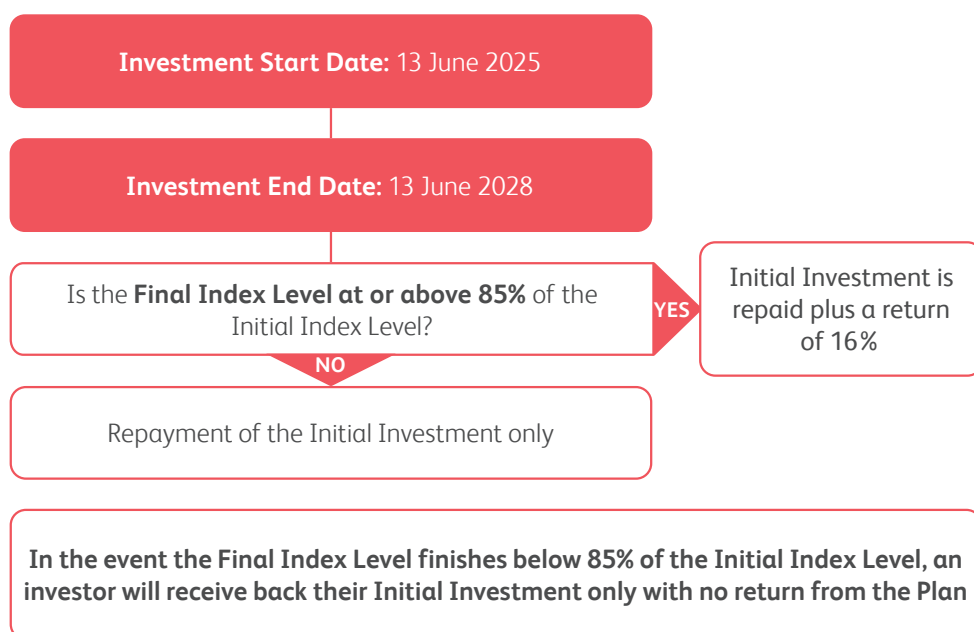 Investment Start Date: 13 June 2025
Investment End Date: 13 June 2028
Is the Final Index Level at or above 85% of the
Initial Index Level?
YES
Initial Investment is
repaid plus a return
of 16%
NO
Repayment of the Initial Investment only
In the event the Final Index Level finishes below 85% of the Initial Index Level, an
investor will receive back their Initial Investment only with no return from the Plan